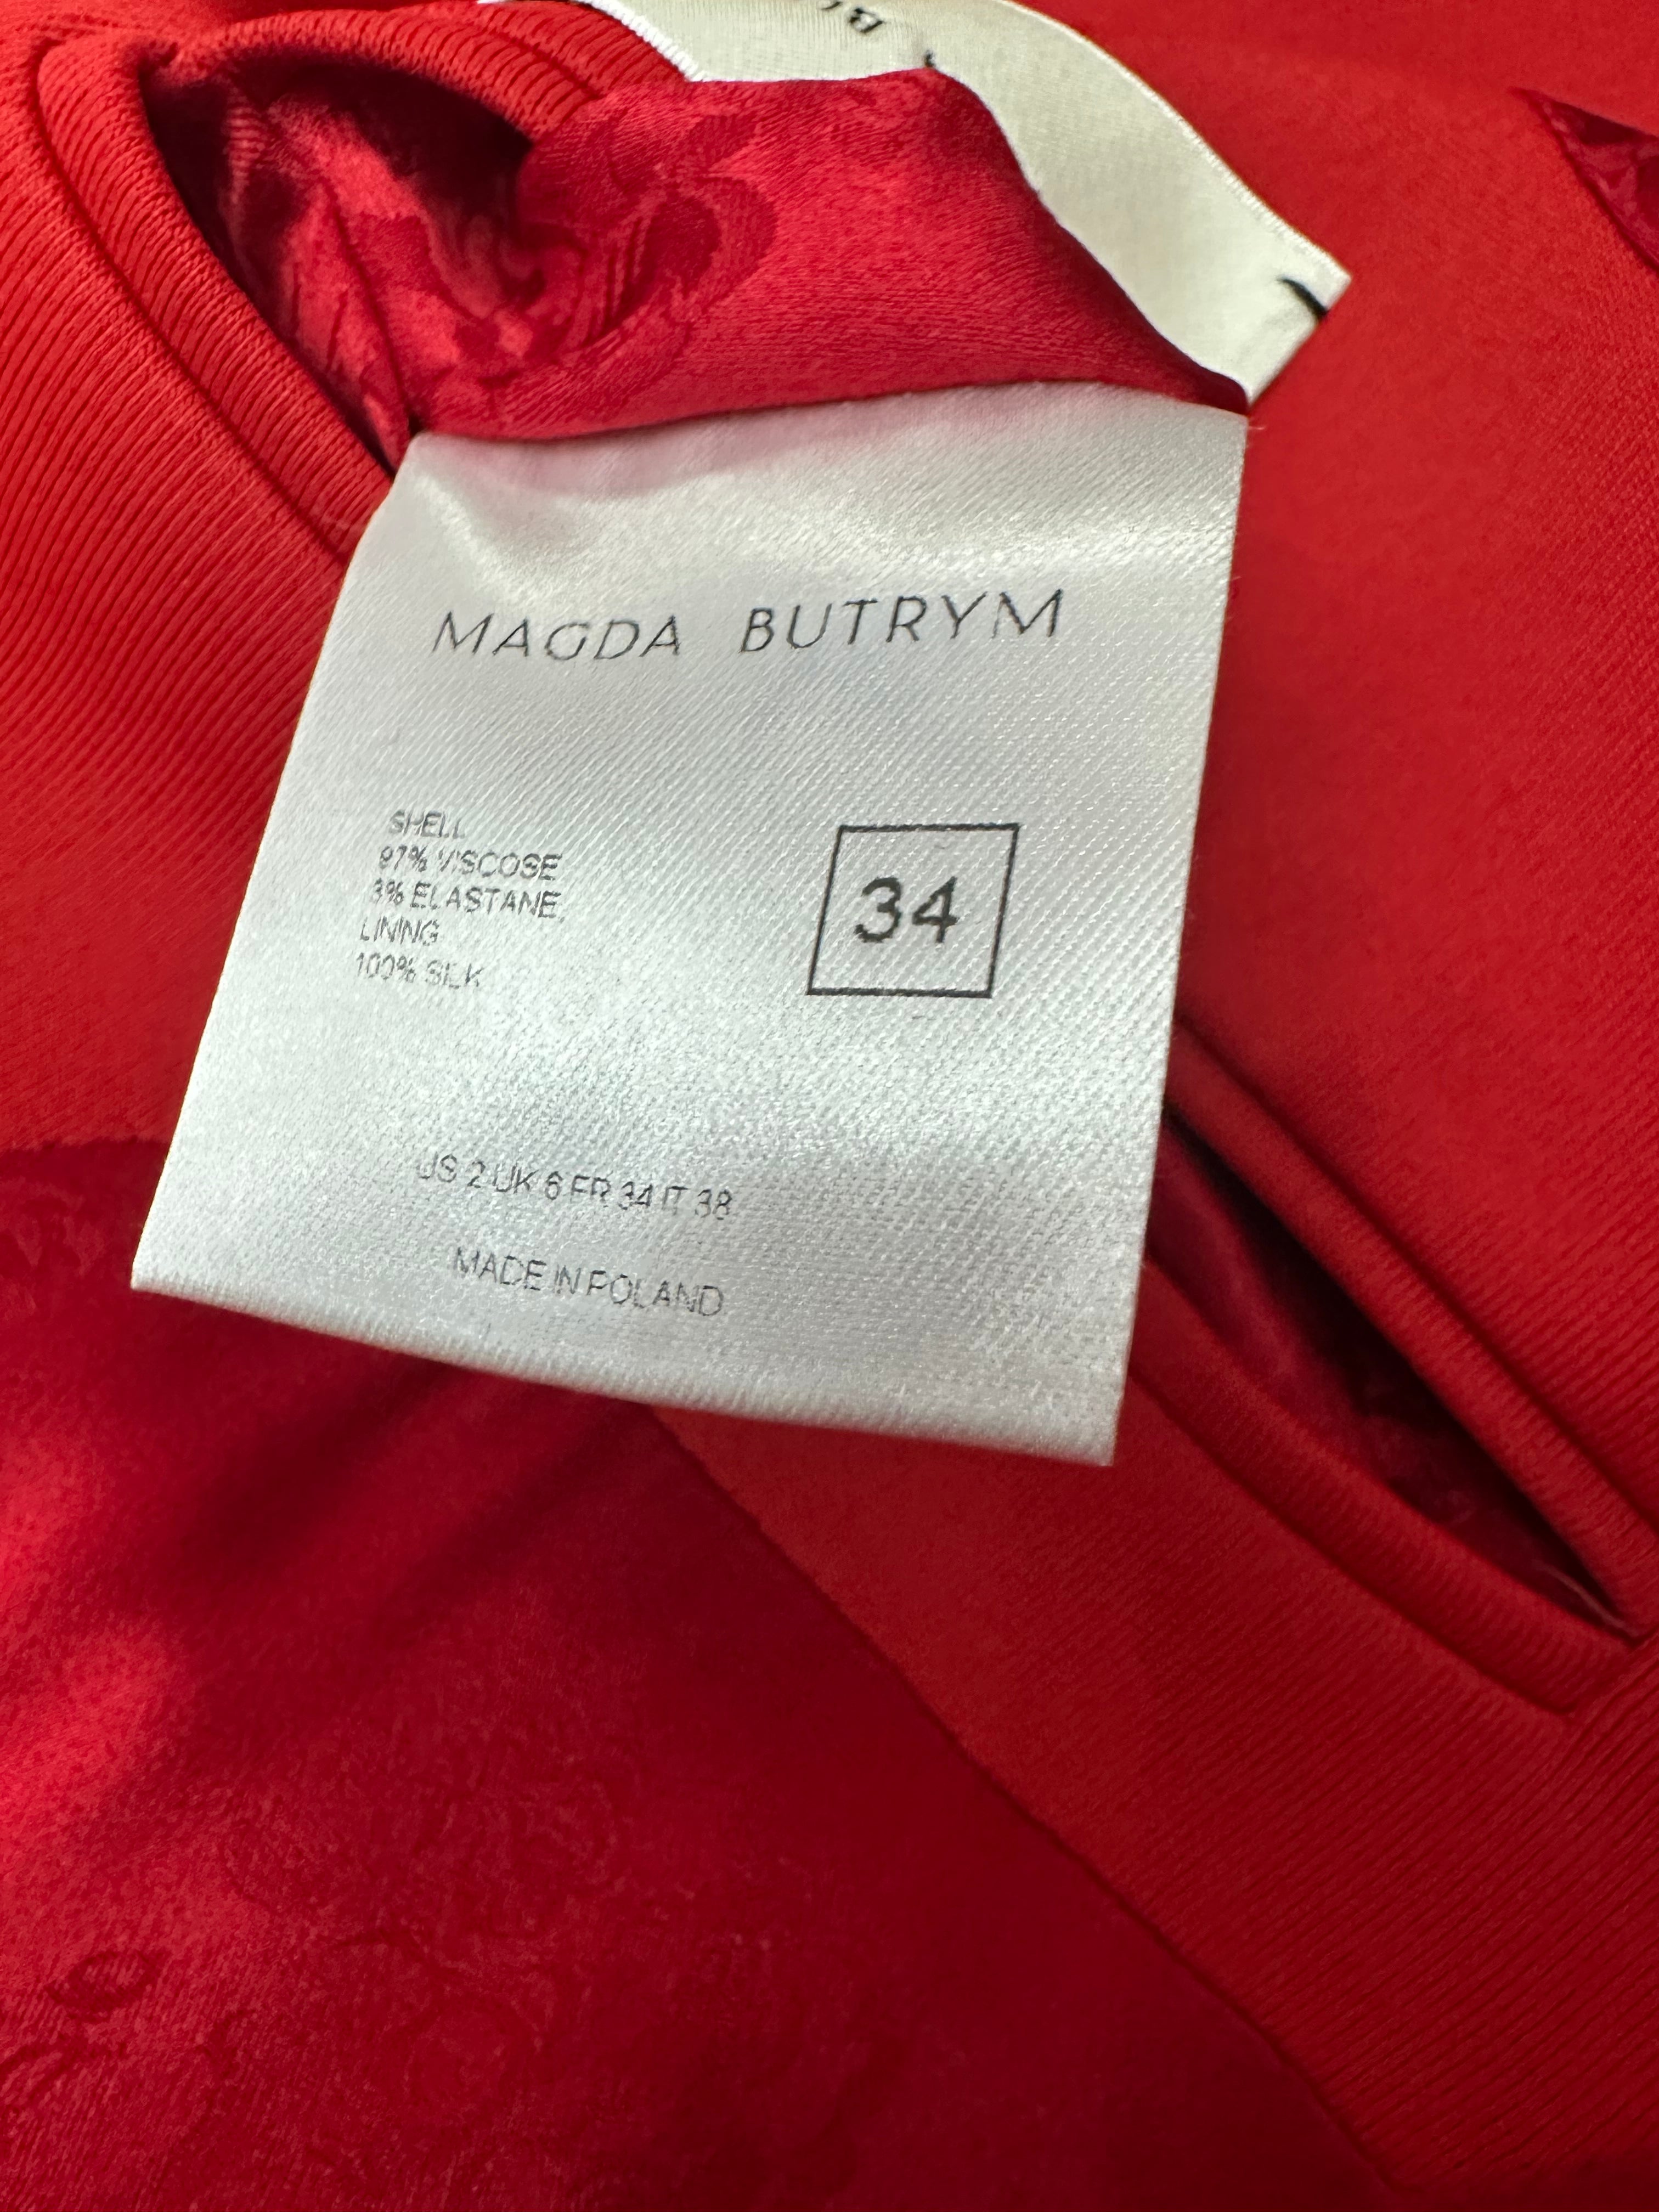 MAGDA BUTRYM
SHELL
97% VISCOSE
3% ELASTANE,
LINING
100% SILK
34
US 2 UK 6 FR 34 IT 38
MADE IN POLAND